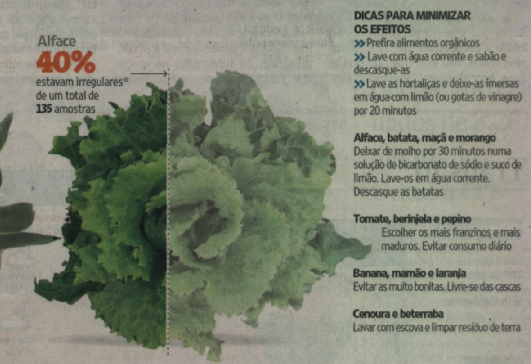 Alface
40%
estavam irregulares*
de um total de
135 amostras
DICAS PARA MINIMIZAR
OS EFEITOS
>> Prefira alimentos orgânicos
>> Lave com água corrente e sabão e
descasque-as
>> Lave as hortaliças e deixe-as imersas
em água com limão (ou gotas de vinagre)
por 20 minutos
Alface, batata, maçã e morango
Deixar de molho por 30 minutos numa
solução de bicarbonato de sódio e suco de
limão. Lave-os em água corrente.
Descasque as batatas
Tomate, berinjela e pepino
Escolher os mais franzinos e mais
maduros. Evitar consumo diário
Banana, mamão e laranja
Evitar as muito bonitas. Livre-se das cascas
Cenoura e beterraba
Lavar com escova e limpar resíduo de terra